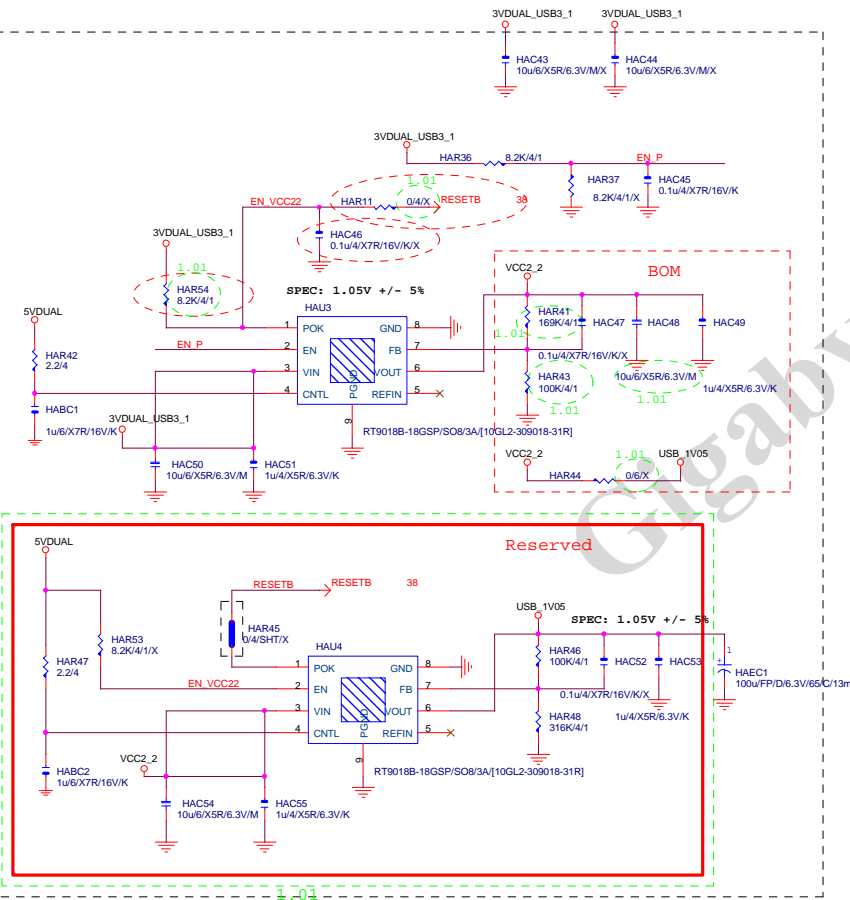 3VDUAL_USB3_1
3VDUAL_USB3_1
HAC43
10u/6/X5R/6.3V/M/X
HAC44
10u/6/X5R/6.3V/M/X
3VDUAL_USB3_1
HAR36
8.2K/4/1
EN_P
HAR37
8.2K/4/1/X
HAC45
0.1u/4/X7R/16V/K
1.01
EN_VCC22
HAR11
0/4/X
RESETB
38
HAC46
0.1u/4/X7R/16V/K/X
3VDUAL_USB3_1
1.01
HAR54
8.2K/4/1
SPEC: 1.05V +/- 5%
HAU3
BOM
VCC2_2
HAR41
169K/4/1
1.01
HAC47
HAC48
HAC49
0.1u/4/X7R/16V/K/X
HAR43
100K/4/1
1.01
10u/6/X5R/6.3V/M
1.01
1u/4/X5R/6.3V/K
5VDUAL
HAR42
2.2/4
HABC1
1u/6/X7R/16V/K
EN_P
1 POK GND 8
2 EN FB 7
3 VIN VOUT 6
4 CNTL REFIN 5
PGND
9
3VDUAL_USB3_1
HAC50
10u/6/X5R/6.3V/M
HAC51
1u/4/X5R/6.3V/K
RT9018B-18GSP/SO8/3A/[10GL2-309018-31R]
VCC2_2
HAR44
1.01
0/6/X
USB_1V05
Gigaby
Reserved
5VDUAL
RESETB
RESETB
38
HAR45
0/4/SHT/X
HAR53
8.2K/4/1/X
HAR47
2.2/4
EN_VCC22
HAU4
1 POK GND 8
2 EN FB 7
3 VIN VOUT 6
4 CNTL REFIN 5
PGND
9
USB_1V05
SPEC: 1.05V +/- 5%
HAR46
100K/4/1
HAC52
HAC53
0.1u/4/X7R/16V/K/X
1u/4/X5R/6.3V/K
HAR48
316K/4/1
1
+
HAEC1
100u/FP/D/6.3V/65/C/13m
HABC2
1u/6/X7R/16V/K
VCC2_2
HAC54
10u/6/X5R/6.3V/M
HAC55
1u/4/X5R/6.3V/K
RT9018B-18GSP/SO8/3A/[10GL2-309018-31R]
1.01